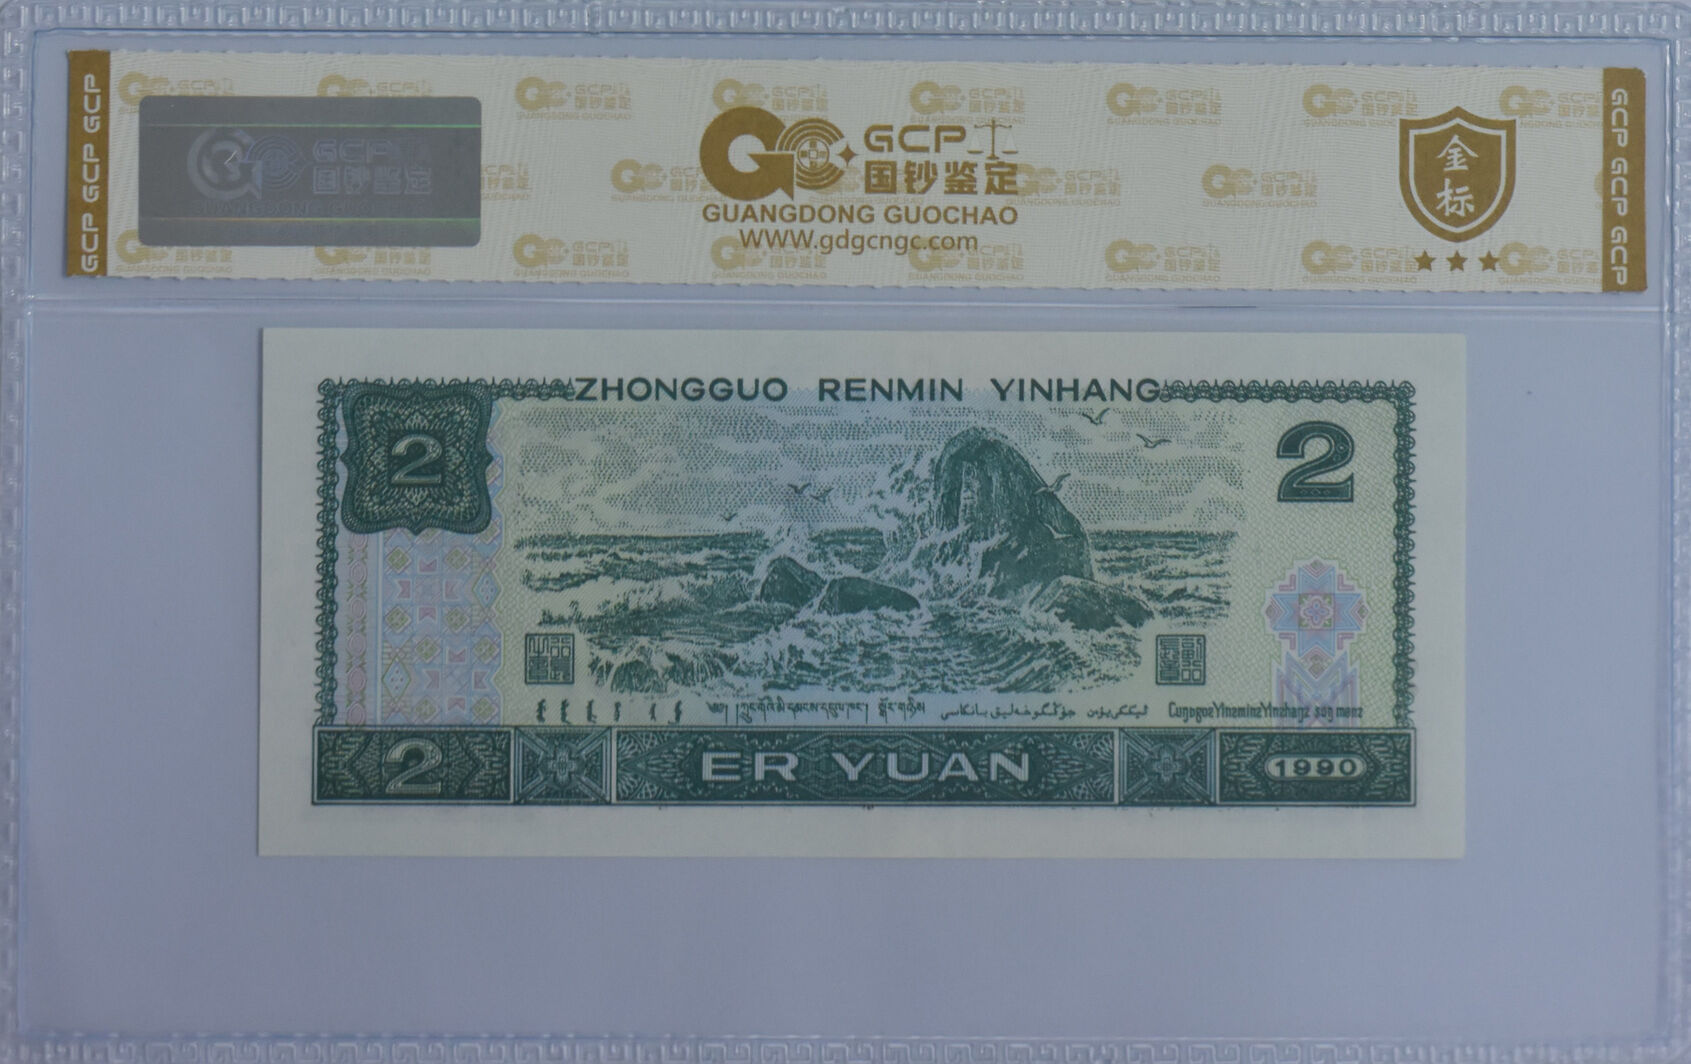 GCP GCP GCP
GCP
国钞鉴定
GUANGDONG GUOCHAO
WWW.gdgcngc.com
金标
GCP GCP GCP
ZHONGGUO RENMIN YINHANG
2
2
2
ER YUAN
1990